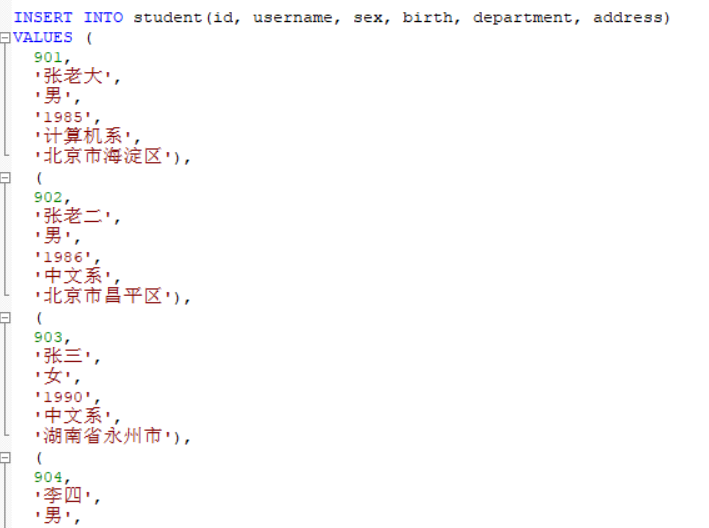 INSERT INTO student(id, username, sex, birth, department, address)
VALUES (
901,
'张老大',
'男',
'1985',
'计算机系',
'北京市海淀区'),
(
902,
'张老二',
'男',
'1986',
'中文系',
'北京市昌平区'),
(
903,
'张三',
'女',
'1990',
'中文系',
'湖南省永州市'),
(
904,
'李四',
'男',